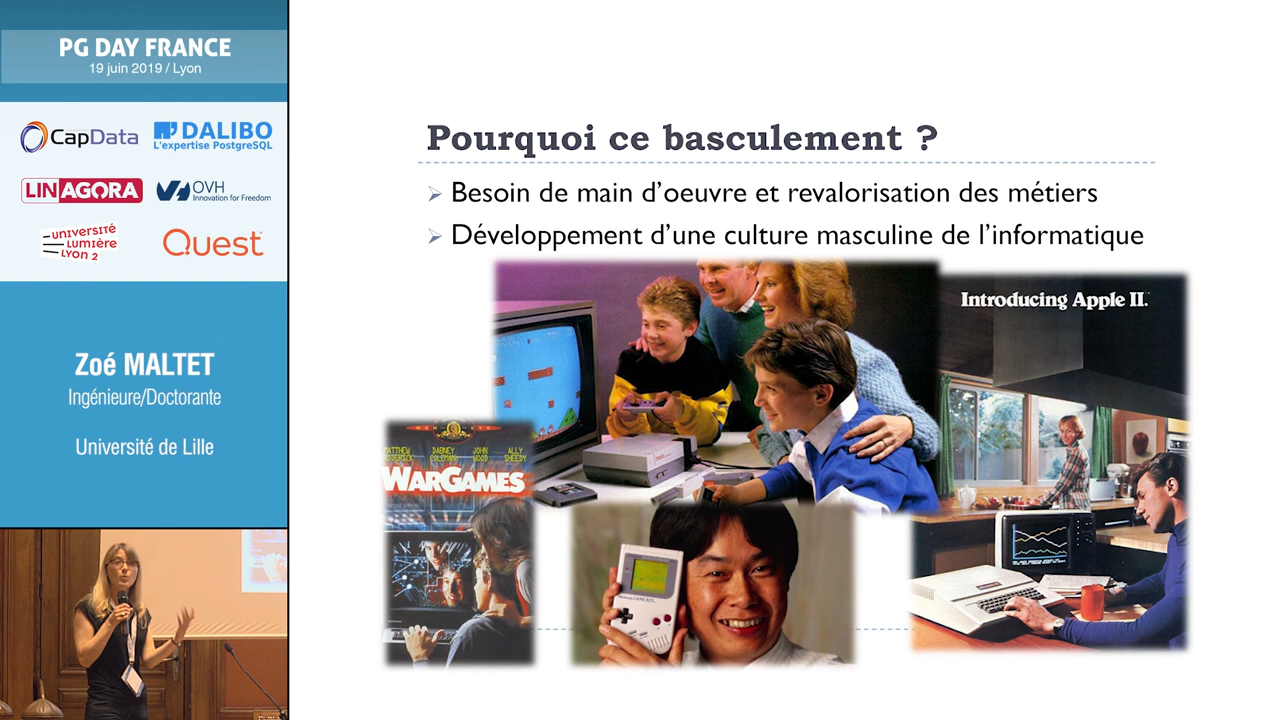 PG DAY FRANCE
19 juin 2019 / Lyon
CapData
DALIBO
L'expertise PostgreSQL
LINAGORA
OVH
Innovation for Freedom
UNIVERSITÉ
LUMIÈRE
LYON 2
Quest
Zoé MALTET
Ingénieure/Doctorante
Université de Lille
Pourquoi ce basculement ?
Besoin de main d'oeuvre et revalorisation des métiers
Développement d'une culture masculine de l'informatique
Introducing Apple II.
MATTHEW DABNEY JOHN ALLY
BRODERICK COLEMAN WOOD SHEEDY
WARGAMES
Nintendo GAME BOY